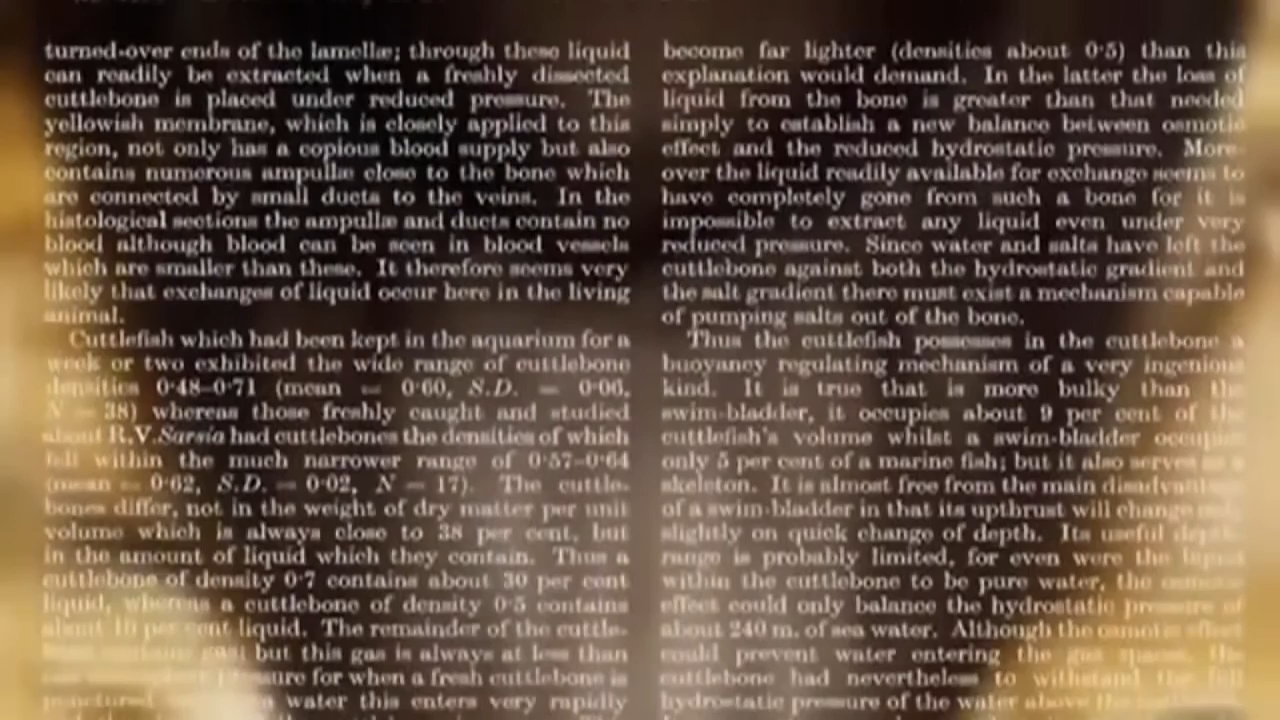 turned-over ends of the lamellæ; through these liquid
can readily be extracted when a freshly dissected
cuttlebone is placed under reduced pressure. The
yellowish membrane, which is closely applied to this
region, not only has a copious blood supply but also
contains numerous ampullæ close to the bone which
are connected by small ducts to the veins. In the
histological sections the ampullæ and ducts contain no
blood although blood can be seen in blood vessels
which are smaller than these. It therefore seems very
likely that exchanges of liquid occur here in the living
animal.
Cuttlefish which had been kept in the aquarium for a
week or two exhibited the wide range of cuttlebone
densities 0·48–0·71 (mean = 0·60, S.D. = 0·06,
N = 38) whereas those freshly caught and studied
about R.V. Sarsia had cuttlebones the densities of which
fell within the much narrower range of 0·57–0·64
(mean = 0·62, S.D. = 0·02, N = 17). The cuttle-
bones differ, not in the weight of dry matter per unit
volume which is always close to 38 per cent, but
in the amount of liquid which they contain. Thus a
cuttlebone of density 0·7 contains about 30 per cent
liquid, whereas a cuttlebone of density 0·5 contains
about 10 per cent liquid. The remainder of the cuttle-
bone contains gas; but this gas is always at less than
for when a fresh cuttlebone is
punctured water this enters very rapidly
become far lighter (densities about 0·5) than this
explanation would demand. In the latter the loss of
liquid from the bone is greater than that needed
simply to establish a new balance between osmotic
effect and the reduced hydrostatic pressure. More-
over the liquid readily available for exchange seems to
have completely gone from such a bone for it is
impossible to extract any liquid even under very
reduced pressure. Since water and salts have left the
cuttlebone against both the hydrostatic gradient and
the salt gradient there must exist a mechanism capable
of pumping salts out of the bone.
Thus the cuttlefish possesses in the cuttlebone a
buoyancy regulating mechanism of a very ingenious
kind. It is true that is more bulky than the
swim-bladder, it occupies about 9 per cent of the
cuttlefish's volume whilst a swim-bladder occupies
only 5 per cent of a marine fish; but it also serves as a
skeleton. It is almost free from the main disadvantage
of a swim-bladder in that its upthrust will change only
slightly on quick change of depth. Its useful depth
range is probably limited, for even were the liquid
within the cuttlebone to be pure water, the osmotic
effect could only balance the hydrostatic pressure of
about 240 m. of sea water. Although the osmotic effect
could prevent water entering the gas spaces, the
cuttlebone had nevertheless to withstand the full
hydrostatic pressure of the water above the